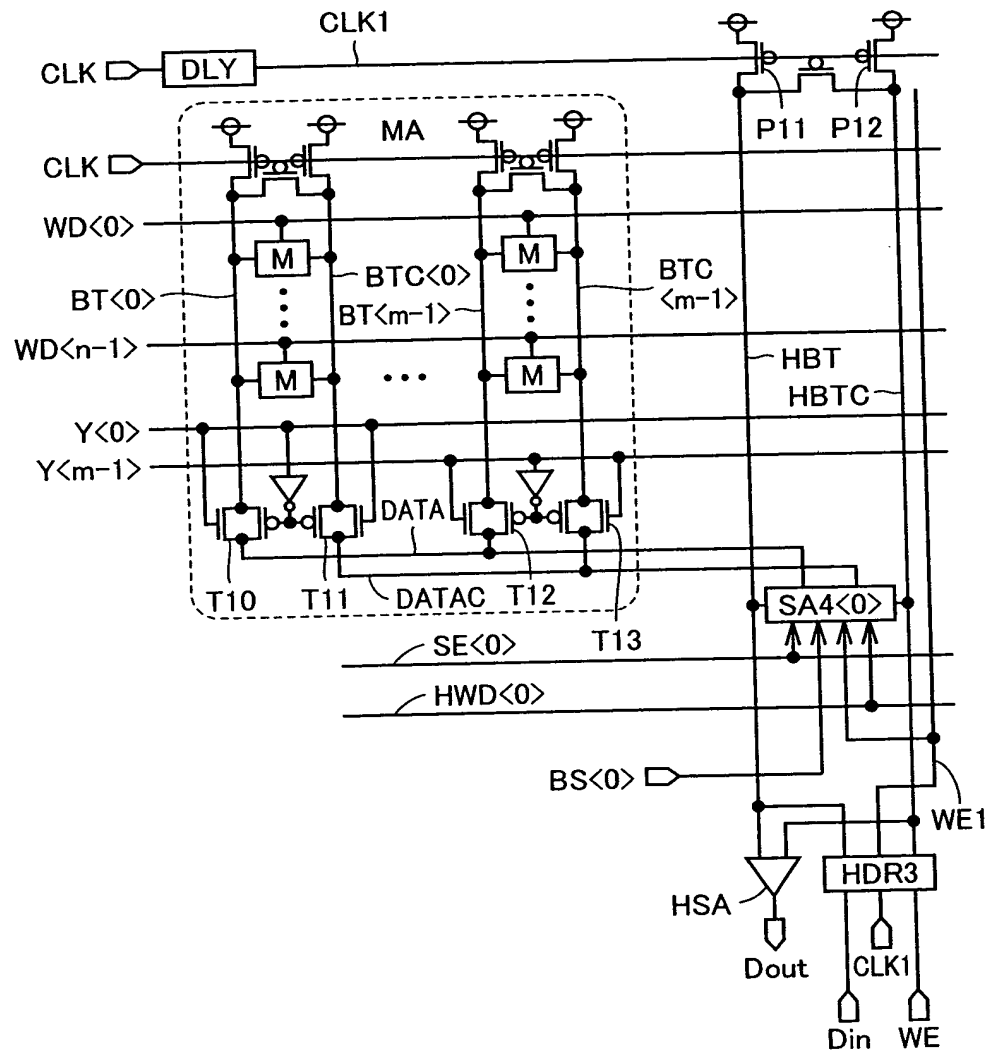 CLK1
CLK
DLY
P11
P12
MA
CLK
WD<0>
M
M
BT<0>
BTC<0>
BT<m-1>
BTC
<m-1>
WD<n-1>
M
M
HBT
HBTC
Y<0>
Y<m-1>
DATA
T10
T11
DATAC
T12
T13
SA4<0>
SE<0>
HWD<0>
BS<0>
WE1
HSA
HDR3
Dout
CLK1
Din
WE